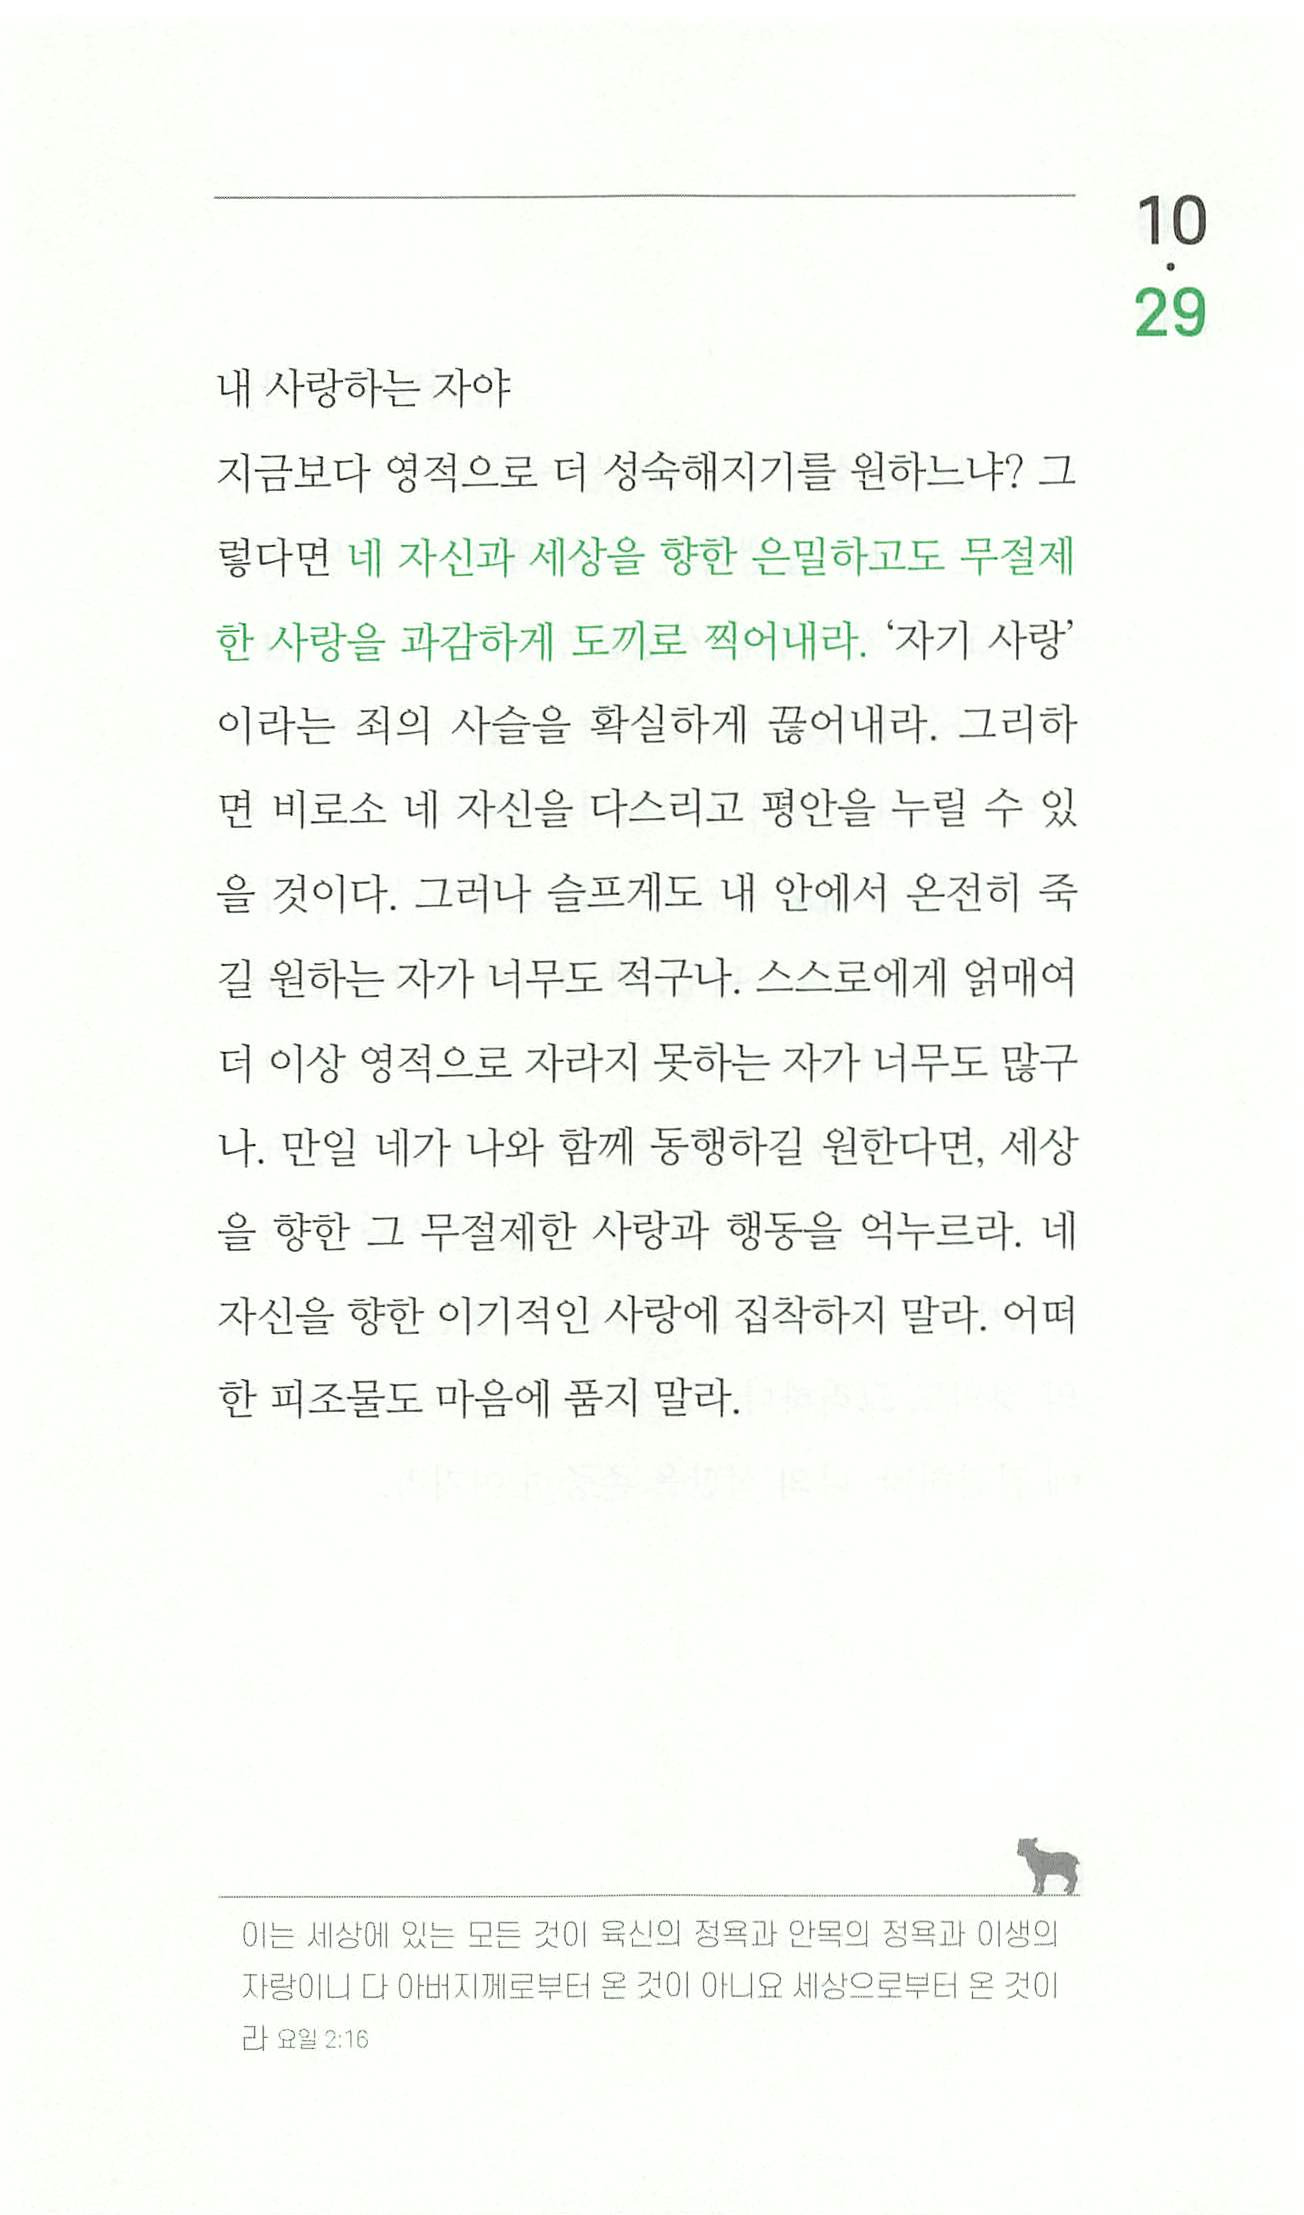 10
·
29
내 사랑하는 자야
지금보다 영적으로 더 성숙해지기를 원하느냐? 그
렇다면 네 자신과 세상을 향한 은밀하고도 무절제
한 사랑을 과감하게 도끼로 찍어내라. ‘자기 사랑’
이라는 죄의 사슬을 확실하게 끊어내라. 그리하
면 비로소 네 자신을 다스리고 평안을 누릴 수 있
을 것이다. 그러나 슬프게도 내 안에서 온전히 죽
길 원하는 자가 너무도 적구나. 스스로에게 얽매여
더 이상 영적으로 자라지 못하는 자가 너무도 많구
나. 만일 네가 나와 함께 동행하길 원한다면, 세상
을 향한 그 무절제한 사랑과 행동을 억누르라. 네
자신을 향한 이기적인 사랑에 집착하지 말라. 어떠
한 피조물도 마음에 품지 말라.
이는 세상에 있는 모든 것이 육신의 정욕과 안목의 정욕과 이생의
자랑이니 다 아버지께로부터 온 것이 아니요 세상으로부터 온 것이
라 요일 2:16